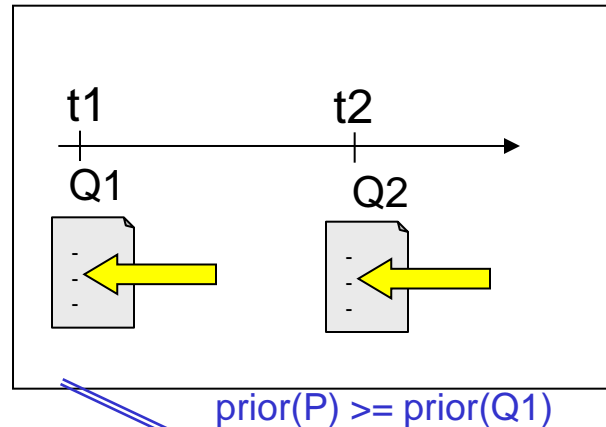 t1 t2
Q1 Q2
- -
- -
- -
prior(P) >= prior(Q1)